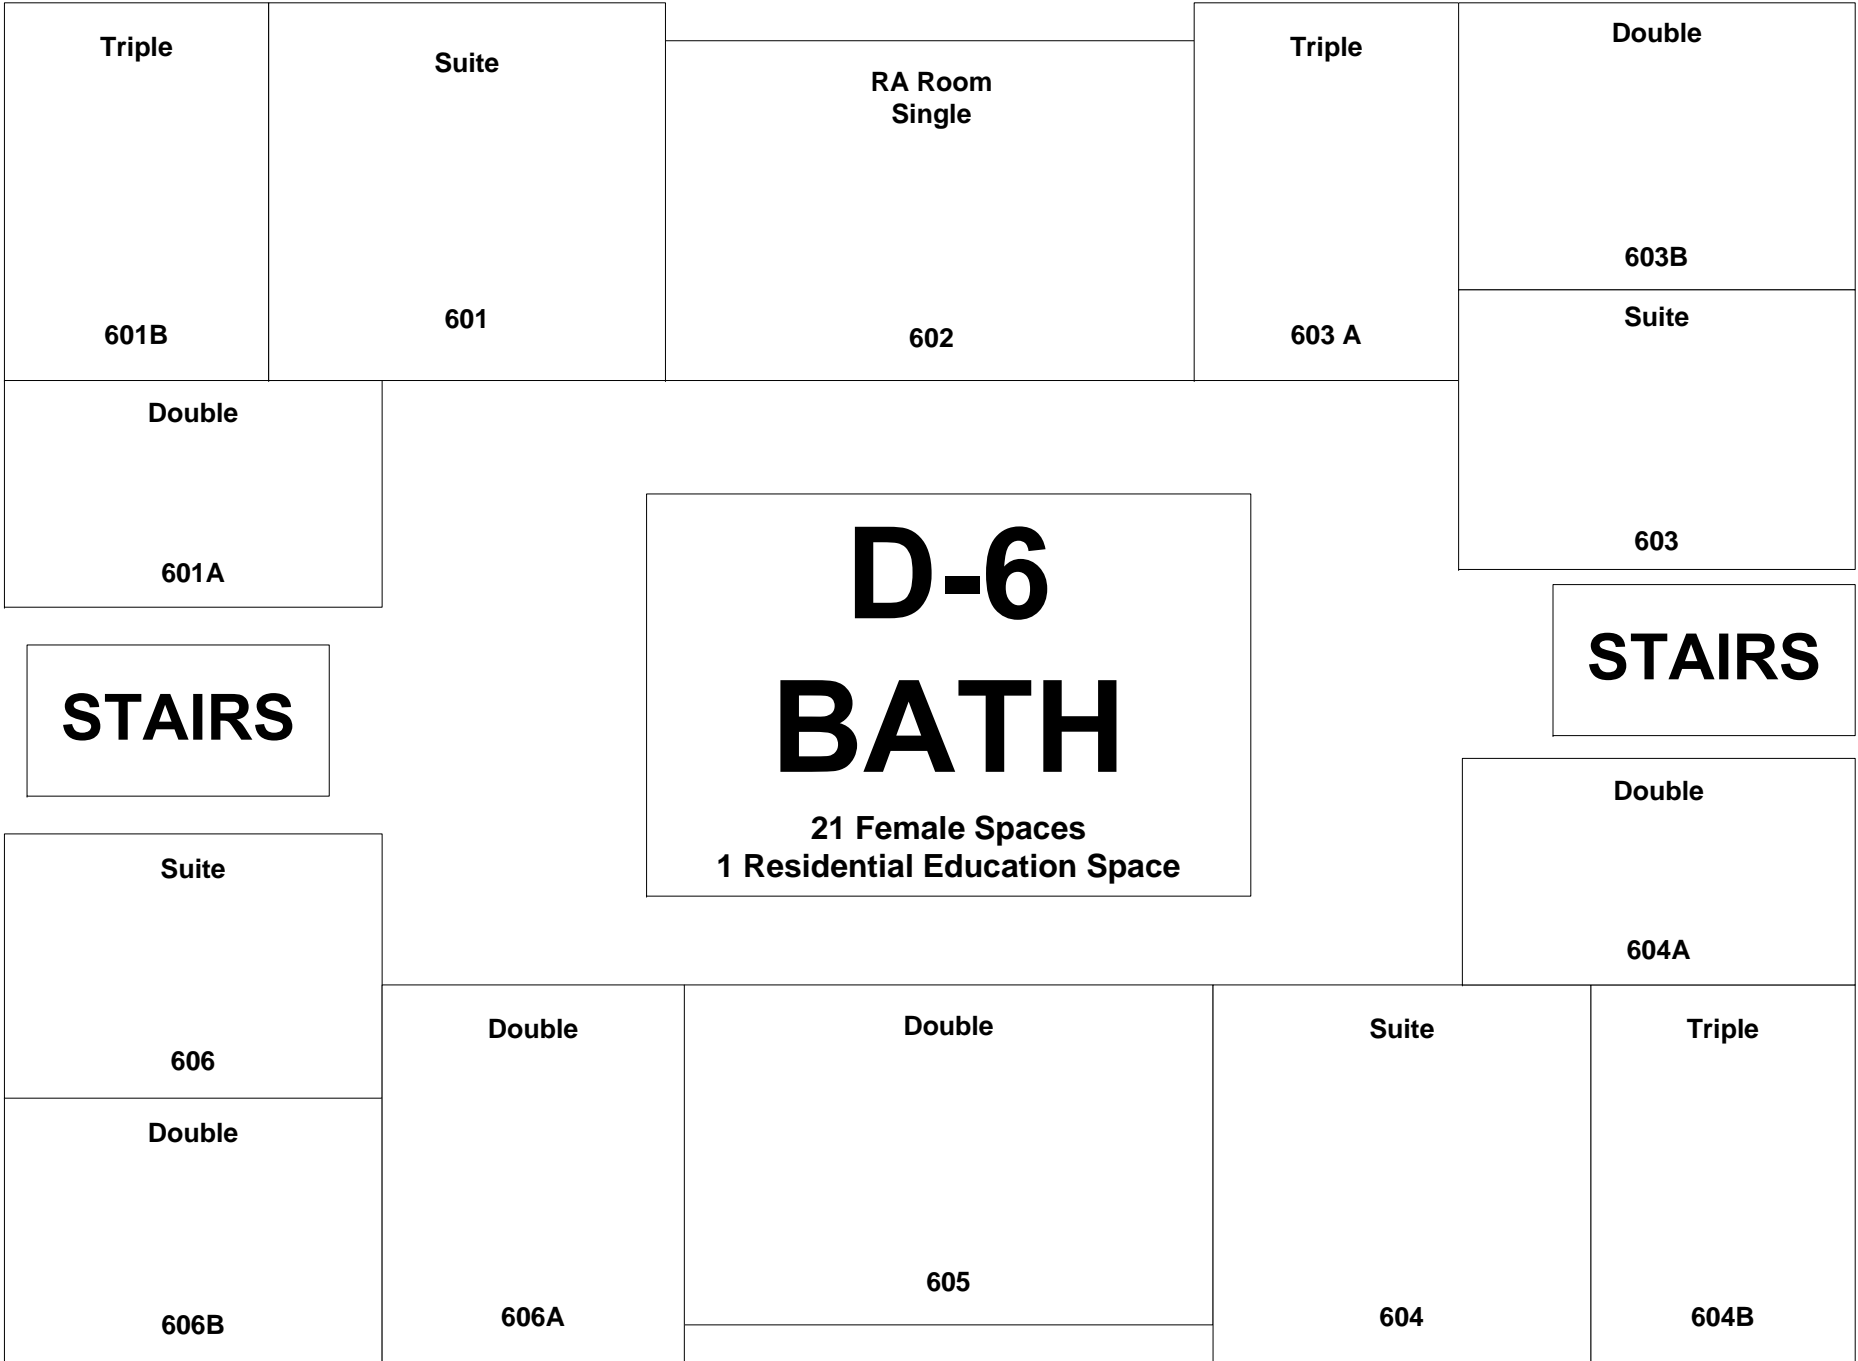 Triple
601B
Suite
601
RA Room
Single
602
Triple
603 A
Double
603B
Suite
603
Double
601A
D-6
BATH
21 Female Spaces
1 Residential Education Space
STAIRS
STAIRS
Double
604A
Suite
606
Double
606B
Double
606A
Double
605
Suite
604
Triple
604B